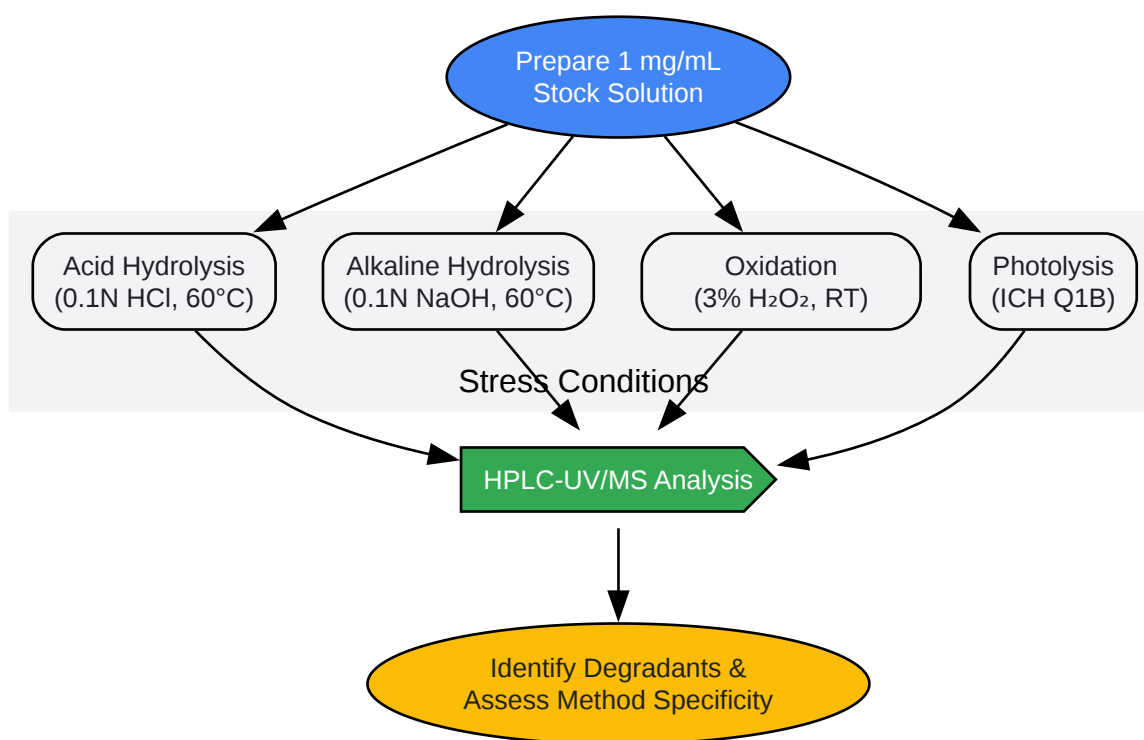 Prepare 1 mg/mL
Stock Solution
Acid Hydrolysis
(0.1N HCl, 60°C)
Alkaline Hydrolysis
(0.1N NaOH, 60°C)
Oxidation
(3% H₂O₂, RT)
Photolysis
(ICH Q1B)
Stress Conditions
HPLC-UV/MS Analysis
Identify Degradants &
Assess Method Specificity